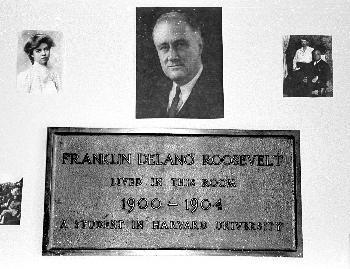 FRANKLIN DELANO ROOSEVELT
LIVED IN THIS ROOM
1900 – 1904
A STUDENT IN HARVARD UNIVERSITY